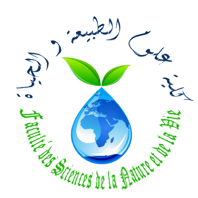 كلية علوم الطبيعة و الحياة
Faculté des Sciences de la Nature et de la Vie